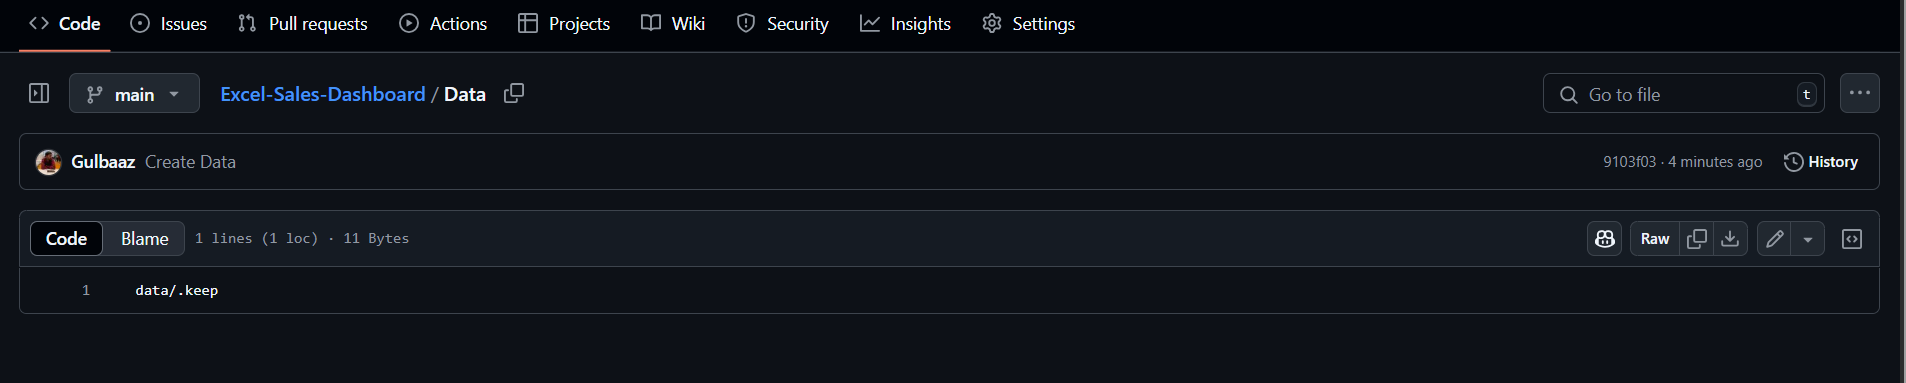 Code Issues Pull requests Actions Projects Wiki Security Insights Settings
main Excel-Sales-Dashboard / Data Go to file t
Gulbaaz Create Data 9103f03 · 4 minutes ago History
Code Blame 1 lines (1 loc) · 11 Bytes Raw
1 data/.keep